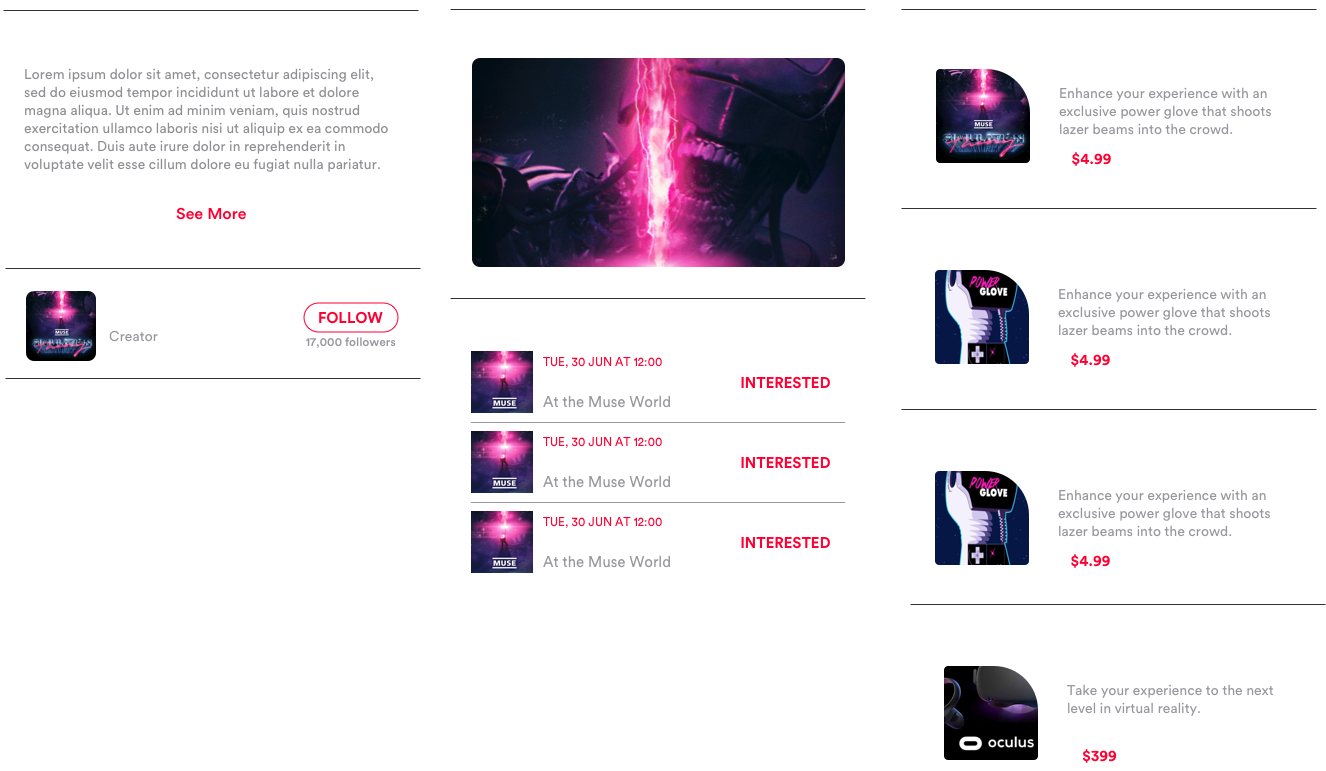 Lorem ipsum dolor sit amet, consectetur adipiscing elit,
sed do eiusmod tempor incididunt ut labore et dolore
magna aliqua. Ut enim ad minim veniam, quis nostrud
exercitation ullamco laboris nisi ut aliquip ex ea commodo
consequat. Duis aute irure dolor in reprehenderit in
voluptate velit esse cillum dolore eu fugiat nulla pariatur.
See More
MUSE
Creator
FOLLOW
17,000 followers
MUSE
TUE, 30 JUN AT 12:00
At the Muse World
INTERESTED
MUSE
TUE, 30 JUN AT 12:00
At the Muse World
INTERESTED
MUSE
TUE, 30 JUN AT 12:00
At the Muse World
INTERESTED
MUSE
Enhance your experience with an
exclusive power glove that shoots
lazer beams into the crowd.
$4.99
POWER
GLOVE
Enhance your experience with an
exclusive power glove that shoots
lazer beams into the crowd.
$4.99
POWER
GLOVE
Enhance your experience with an
exclusive power glove that shoots
lazer beams into the crowd.
$4.99
oculus
Take your experience to the next
level in virtual reality.
$399